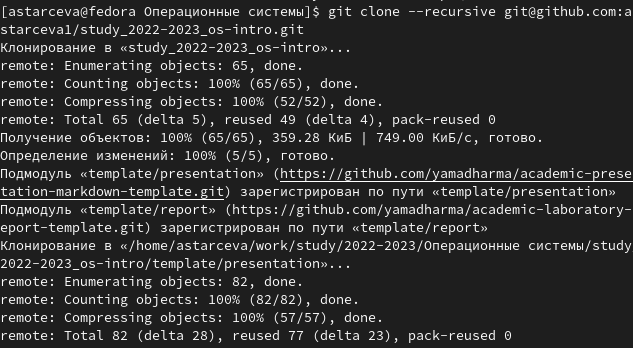 [astarceva@fedora Операционные системы]$ git clone --recursive git@github.com:a
starceva1/study_2022-2023_os-intro.git
Клонирование в «study_2022-2023_os-intro»...
remote: Enumerating objects: 65, done.
remote: Counting objects: 100% (65/65), done.
remote: Compressing objects: 100% (52/52), done.
remote: Total 65 (delta 5), reused 49 (delta 4), pack-reused 0
Получение объектов: 100% (65/65), 359.28 КиБ | 749.00 КиБ/с, готово.
Определение изменений: 100% (5/5), готово.
Подмодуль «template/presentation» (https://github.com/yamadharma/academic-prese
tation-markdown-template.git) зарегистрирован по пути «template/presentation»
Подмодуль «template/report» (https://github.com/yamadharma/academic-laboratory-
eport-template.git) зарегистрирован по пути «template/report»
Клонирование в «/home/astarceva/work/study/2022-2023/Операционные системы/study
2022-2023_os-intro/template/presentation»...
remote: Enumerating objects: 82, done.
remote: Counting objects: 100% (82/82), done.
remote: Compressing objects: 100% (57/57), done.
remote: Total 82 (delta 28), reused 77 (delta 23), pack-reused 0